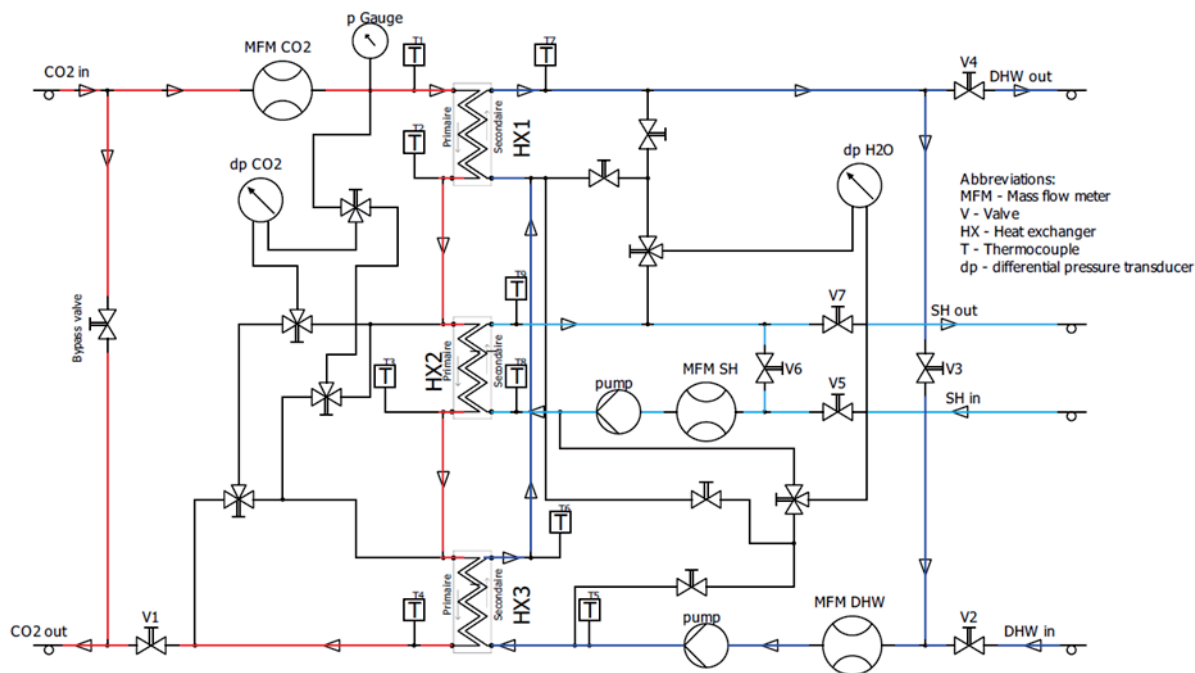 p Gauge
MFM CO2
CO2 in
T1
T7
V4
DHW out
Primaire
Secondaire
HX1
T2
dp CO2
dp H2O
Abbreviations:
MFM - Mass flow meter
V - Valve
HX - Heat exchanger
T - Thermocouple
dp - differential pressure transducer
T
T
T
T9
T
V7
SH out
Bypass valve
Primaire
Secondaire
HX2
T3
T
T8
T
pump
MFM SH
V6
V5
V3
SH in
T6
T
Primaire
Secondaire
HX3
T4
T
T5
T
pump
MFM DHW
V1
V2
CO2 out
DHW in